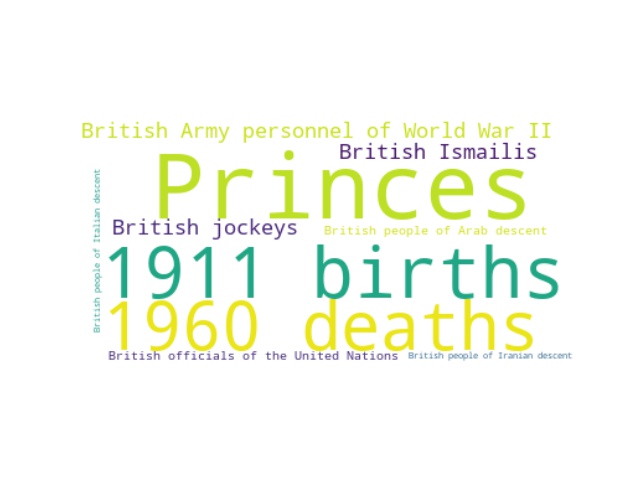 British Army personnel of World War II
British Ismailis
Princes
British people of Italian descent
British jockeys
British people of Arab descent
1911 births
1960 deaths
British officials of the United Nations
British people of Iranian descent